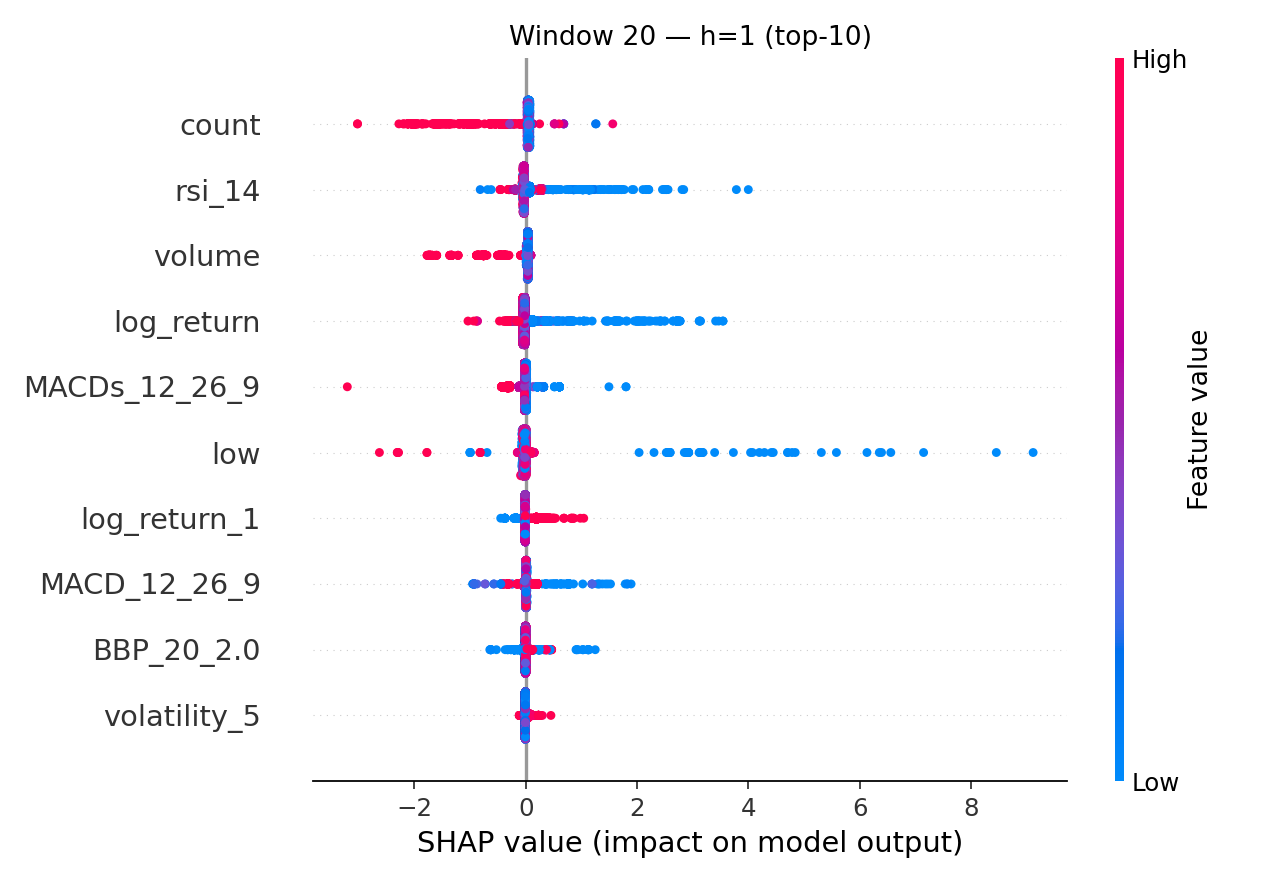 Window 20 — h=1 (top-10)
High
count
rsi_14
volume
log_return
MACDs_12_26_9
low
log_return_1
MACD_12_26_9
BBP_20_2.0
volatility_5
Feature value
Low
−2 0 2 4 6 8
SHAP value (impact on model output)